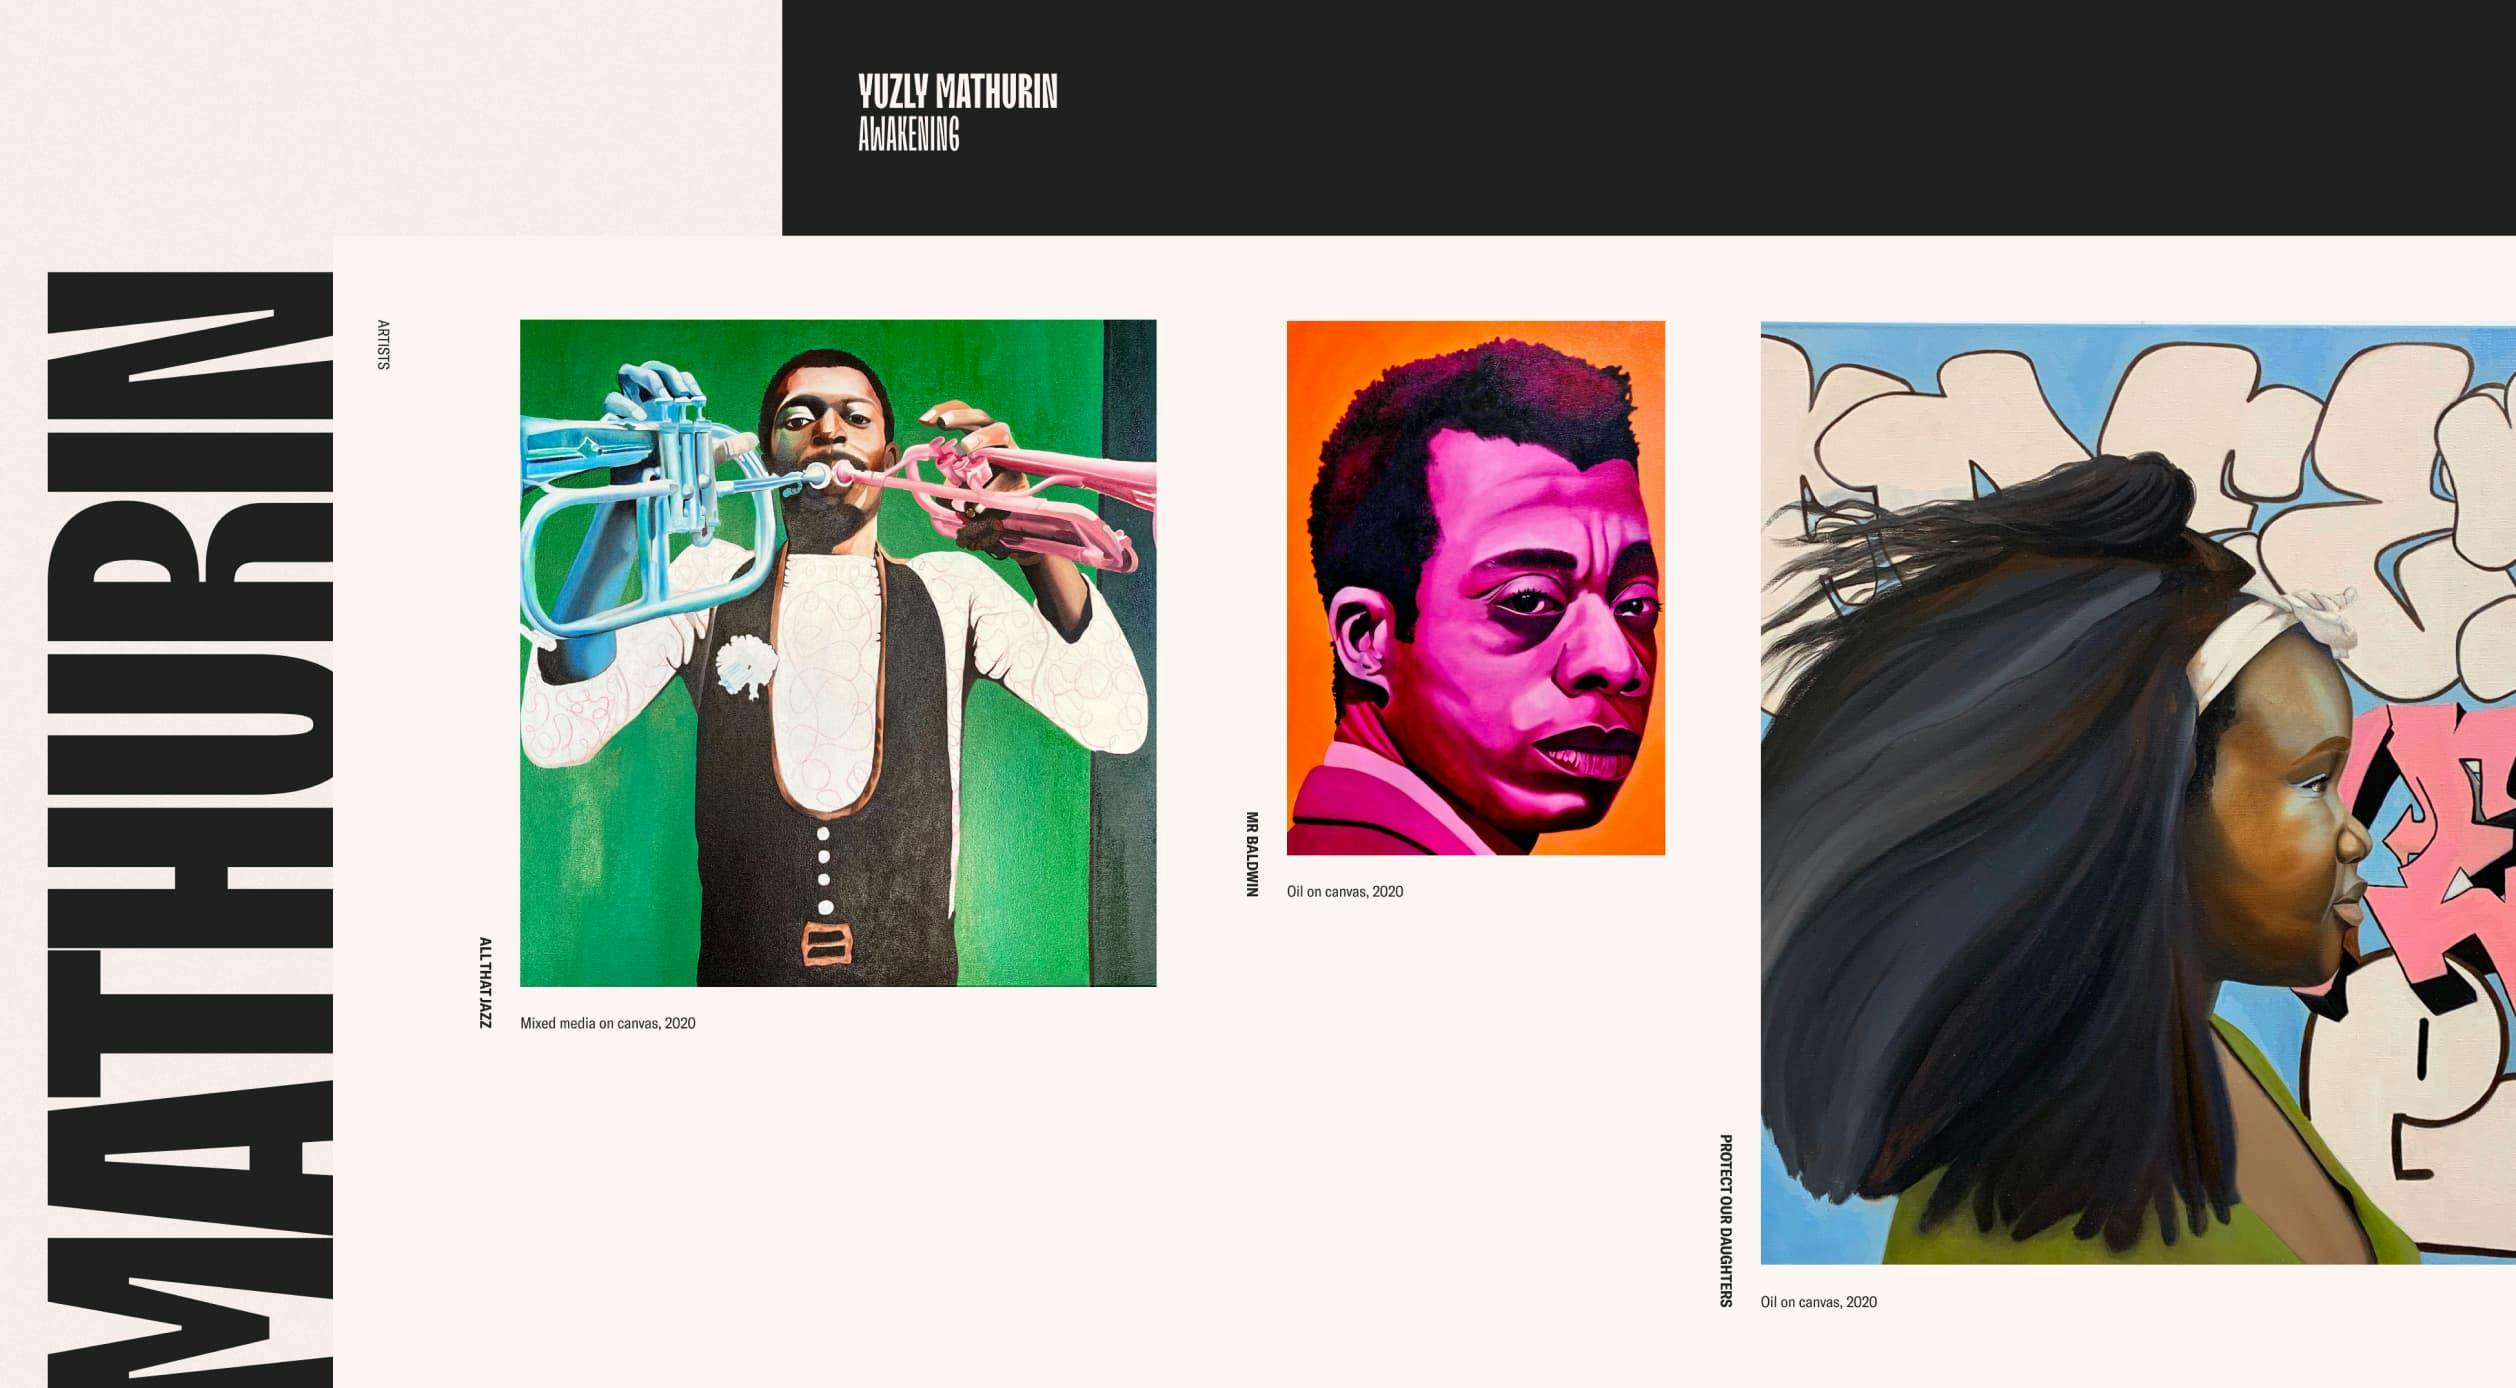 YUZLY MATHURIN
AWAKENING
MATHURIN
ARTISTS
ALL THAT JAZZ
Mixed media on canvas, 2020
MR BALDWIN
Oil on canvas, 2020
PROTECT OUR DAUGHTERS
Oil on canvas, 2020